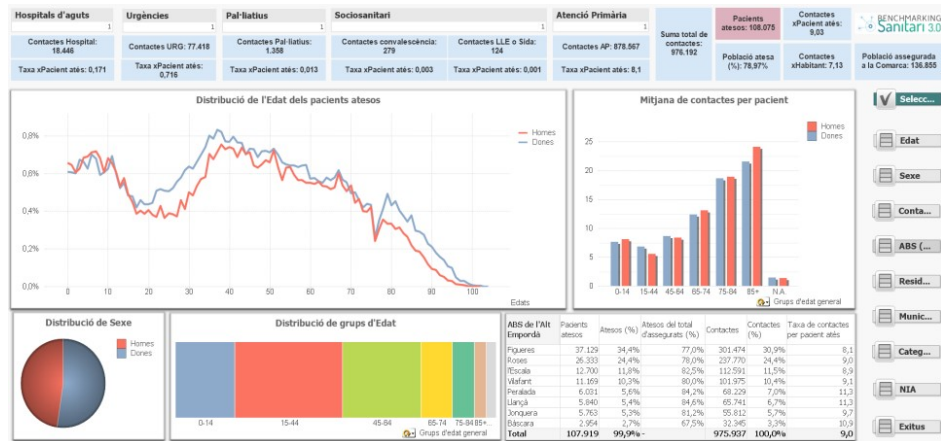 Hospitals d'aguts
1
Contactes Hospital:
18.446
Taxa xPacient atès: 0,171
Urgències
1
Contactes URG: 77.418
Taxa xPacient atès:
0,716
Pal·liatius
1
Contactes Pal·liatius:
1.358
Taxa xPacient atès: 0,013
Sociosanitari
1
Contactes convalescència:
279
Taxa xPacient atès: 0,003
Contactes LLE o Sida:
124
Taxa xPacient atès: 0,001
Atenció Primària
1
Contactes AP: 878.567
Taxa xPacient atès: 8,1
Suma total de
contactes:
976.192
Pacients
atesos: 108.075
Població atesa
(%): 78,97%
Contactes
xPacient atès:
9,03
Contactes
xHabitant: 7,13
BENCHMARKING
Sanitari 3.0
Població assegurada
a la Comarca: 136.855
Distribució de l'Edat dels pacients atesos
0,8%
0,6%
0,4%
0,2%
0,0%
0 10 20 30 40 50 60 70 80 90 100
Edats
Homes
Dones
Mitjana de contactes per pacient
Homes
Dones
25
20
15
10
5
0
0-14 15-44 45-64 65-74 75-84 85+ N.A.
Grups d'edat general
Selecc...
Edat
Sexe
Conta...
ABS (...
Resid...
Munic...
Categ...
NIA
Exitus
Distribució de Sexe
Homes
Dones
Distribució de grups d'Edat
0-14 15-44 45-64 65-74 75-84 85+...
Grups d'edat general
ABS de l'Alt Empordà Pacients atesos Atesos (%) Atesos del total d'assegurats (%) Contactes Contactes (%) Taxa de contactes per pacient atès
Figueres 37.129 34,4% 77,0% 301.474 30,9% 8,1
Roses 26.333 24,4% 78,0% 237.770 24,4% 9,0
l'Escala 12.700 11,8% 82,5% 112.591 11,5% 8,9
Vilafant 11.169 10,3% 80,0% 101.975 10,4% 9,1
Peralada 6.031 5,6% 84,2% 68.229 7,0% 11,3
Llançà 5.840 5,4% 84,6% 65.741 6,7% 11,3
Jonquera 5.763 5,3% 81,2% 55.812 5,7% 9,7
Bàscara 2.954 2,7% 67,5% 32.345 3,3% 10,9
Total 107.919 99,9% - 975.937 100,0% 9,0